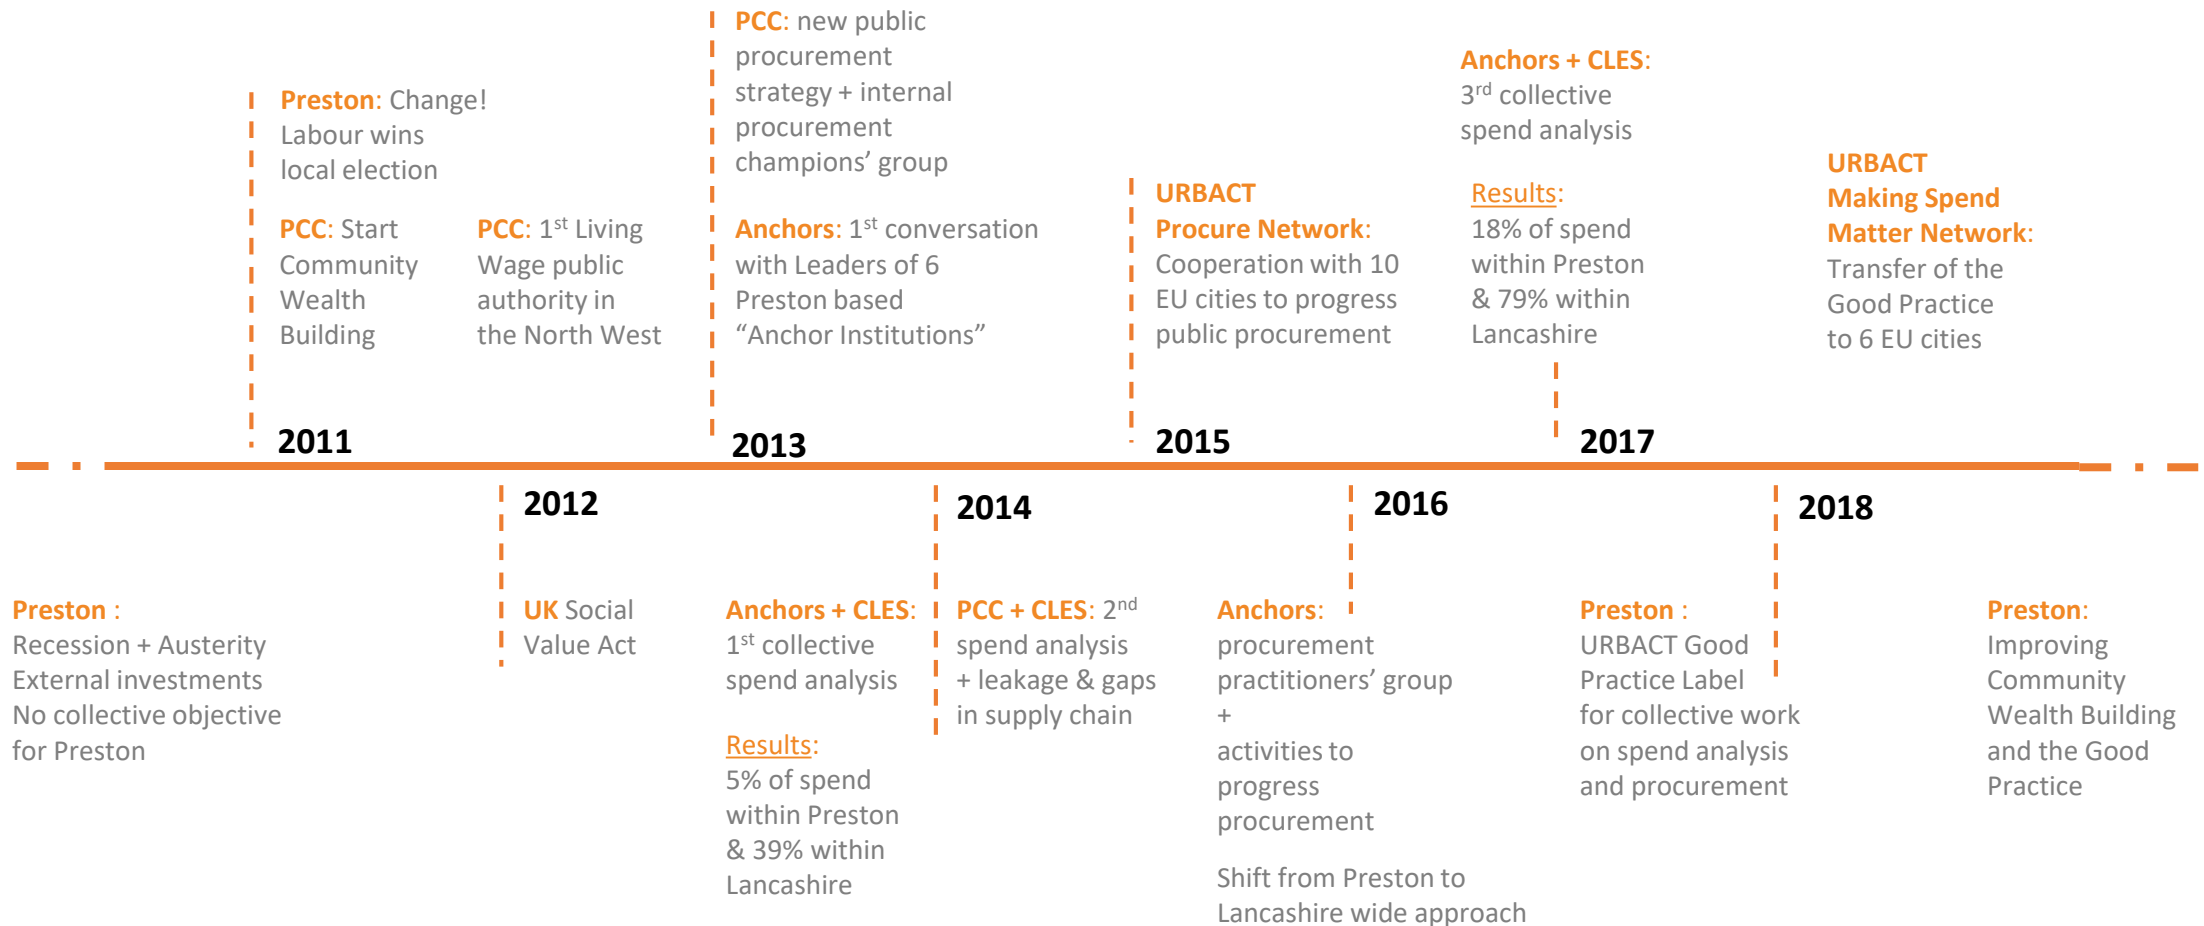 Preston :
Recession + Austerity
External investments
No collective objective
for Preston
2011
Preston: Change!
Labour wins
local election
PCC: Start
Community
Wealth
Building
PCC: 1st Living
Wage public
authority in
the North West
2012
UK Social
Value Act
2013
PCC: new public
procurement
strategy + internal
procurement
champions’ group
Anchors: 1st conversation
with Leaders of 6
Preston based
“Anchor Institutions”
Anchors + CLES:
1st collective
spend analysis
Results:
5% of spend
within Preston
& 39% within
Lancashire
2014
PCC + CLES: 2nd
spend analysis
+ leakage & gaps
in supply chain
2015
URBACT
Procure Network:
Cooperation with 10
EU cities to progress
public procurement
2016
Anchors:
procurement
practitioners’ group
+
activities to
progress
procurement
Shift from Preston to
Lancashire wide approach
2017
Anchors + CLES:
3rd collective
spend analysis
Results:
18% of spend
within Preston
& 79% within
Lancashire
Preston :
URBACT Good
Practice Label
for collective work
on spend analysis
and procurement
2018
URBACT
Making Spend
Matter Network:
Transfer of the
Good Practice
to 6 EU cities
Preston:
Improving
Community
Wealth Building
and the Good
Practice